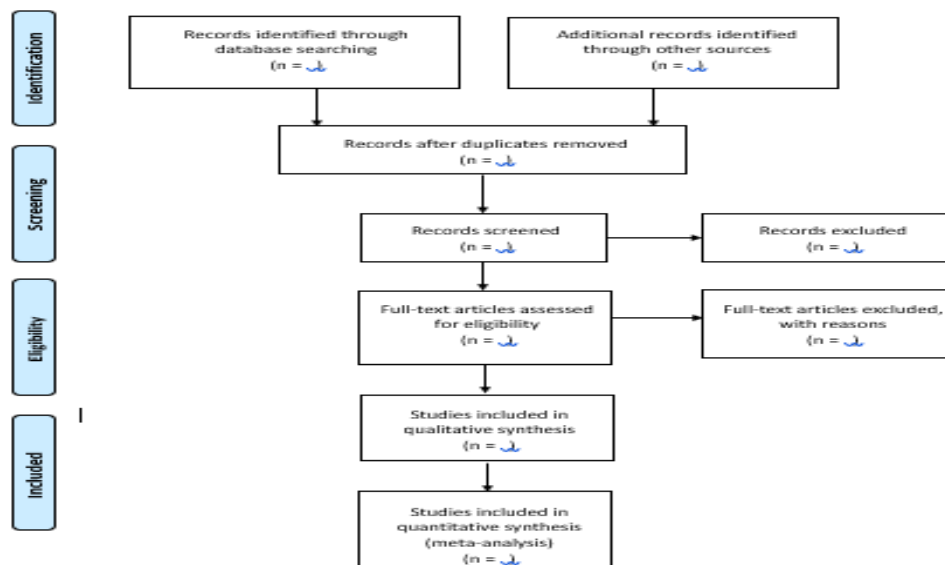 Identification
Records identified through
database searching
(n = )
Additional records identified
through other sources
(n = )
Records after duplicates removed
(n = )
Screening
Records screened
(n = )
Records excluded
(n = )
Eligibility
Full-text articles assessed
for eligibility
(n = )
Full-text articles excluded,
with reasons
(n = )
Included
Studies included in
qualitative synthesis
(n = )
Studies included in
quantitative synthesis
(meta-analysis)
(n = )